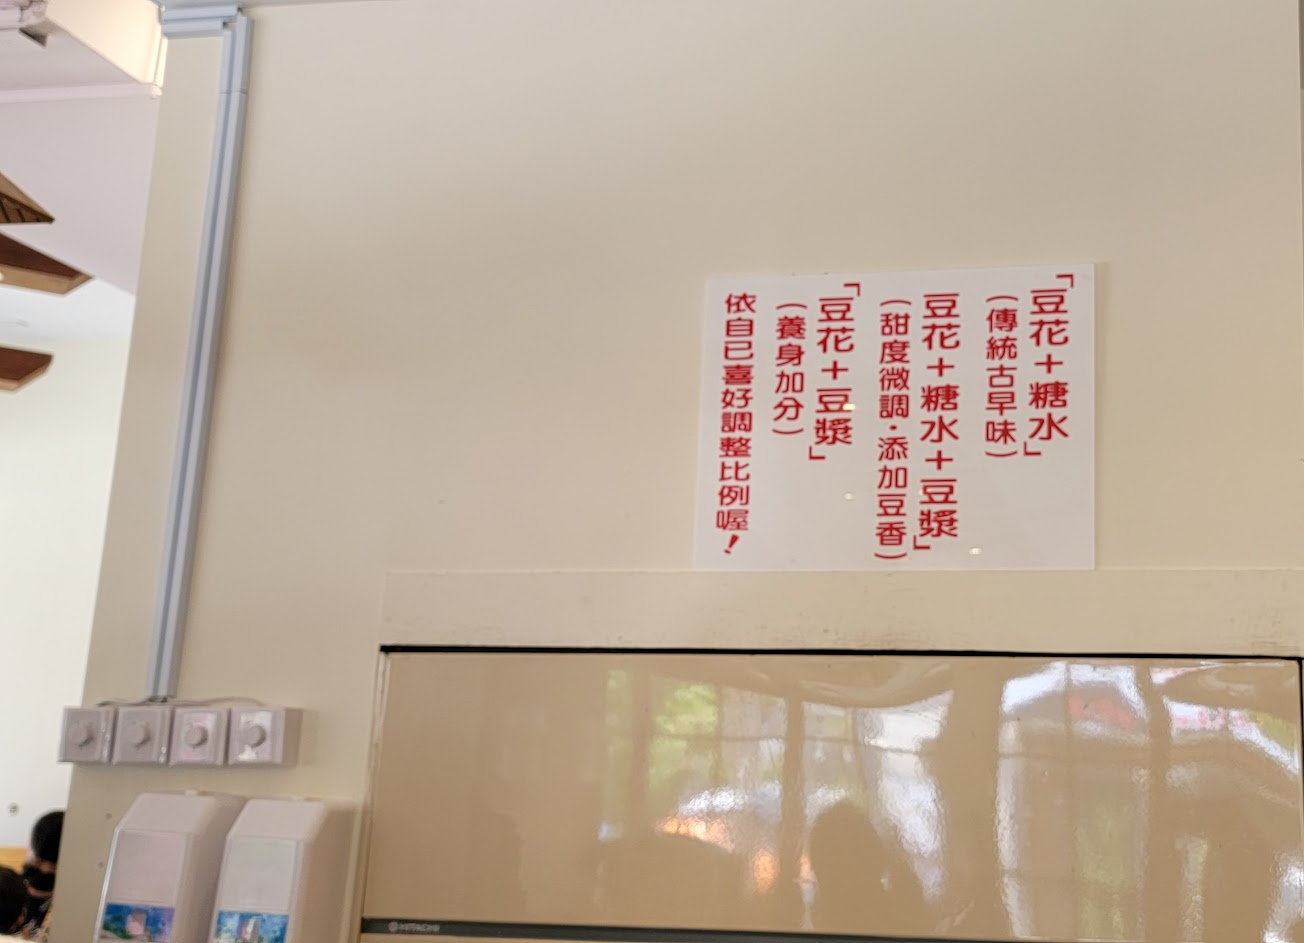 「豆花+糖水」
(傳統古早味)
豆花+糖水+豆漿」
(甜度微調·添加豆香)
「豆花+豆漿」
(養身加分)
依自已喜好調整比例喔!
HITACHI